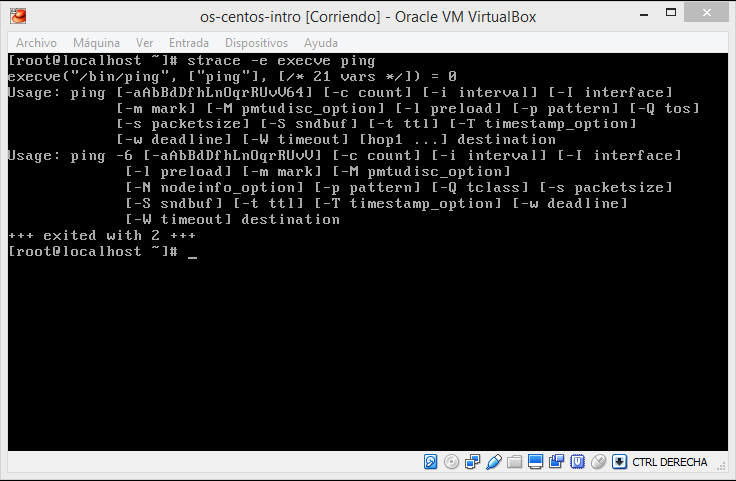 os-centos-intro [Corriendo] - Oracle VM VirtualBox
Archivo Máquina Ver Entrada Dispositivos Ayuda
[root@localhost ~]# strace -e execve ping
execve("/bin/ping", ["ping"], [/* 21 vars */]) = 0
Usage: ping [-aAbBdDfhLnOqrRUvV64] [-c count] [-i interval] [-I interface]
            [-m mark] [-M pmtudisc_option] [-l preload] [-p pattern] [-Q tos]
            [-s packetsize] [-S sndbuf] [-t ttl] [-T timestamp_option]
            [-w deadline] [-W timeout] [hop1 ...] destination
Usage: ping -6 [-aAbBdDfhLnOqrRUvV] [-c count] [-i interval] [-I interface]
             [-l preload] [-m mark] [-M pmtudisc_option]
             [-N nodeinfo_option] [-p pattern] [-Q tclass] [-s packetsize]
             [-S sndbuf] [-t ttl] [-T timestamp_option] [-w deadline]
             [-W timeout] destination
+++ exited with 2 +++
[root@localhost ~]# _
CTRL DERECHA